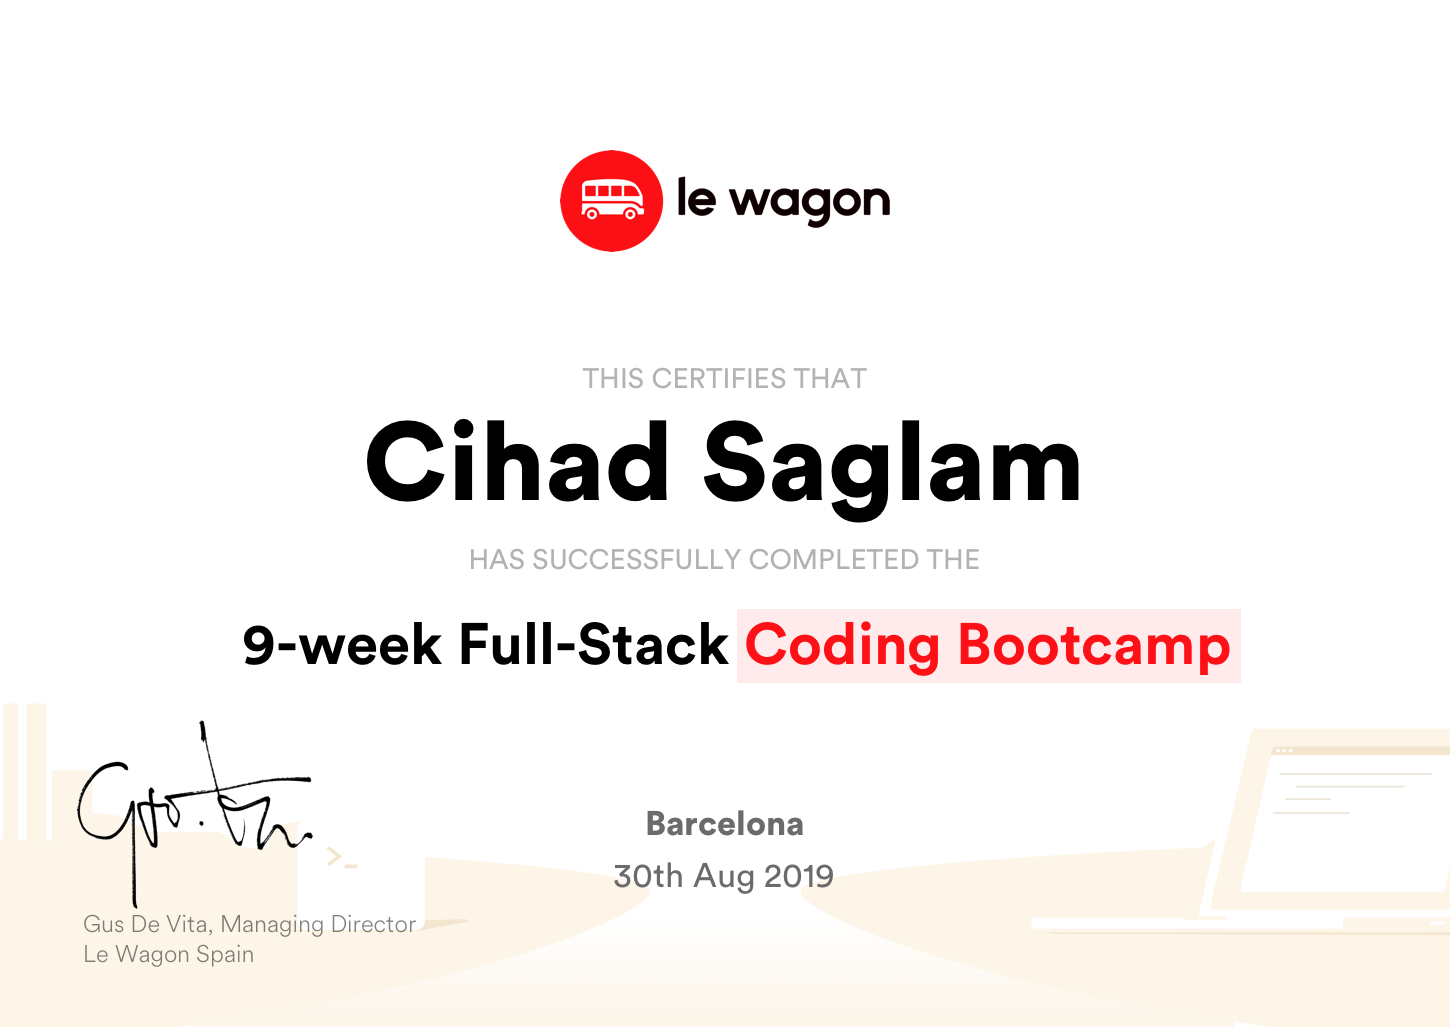 le wagon
THIS CERTIFIES THAT
Cihad Saglam
HAS SUCCESSFULLY COMPLETED THE
9-week Full-Stack Coding Bootcamp
Barcelona
30th Aug 2019
>_
Gus De Vita, Managing Director
Le Wagon Spain